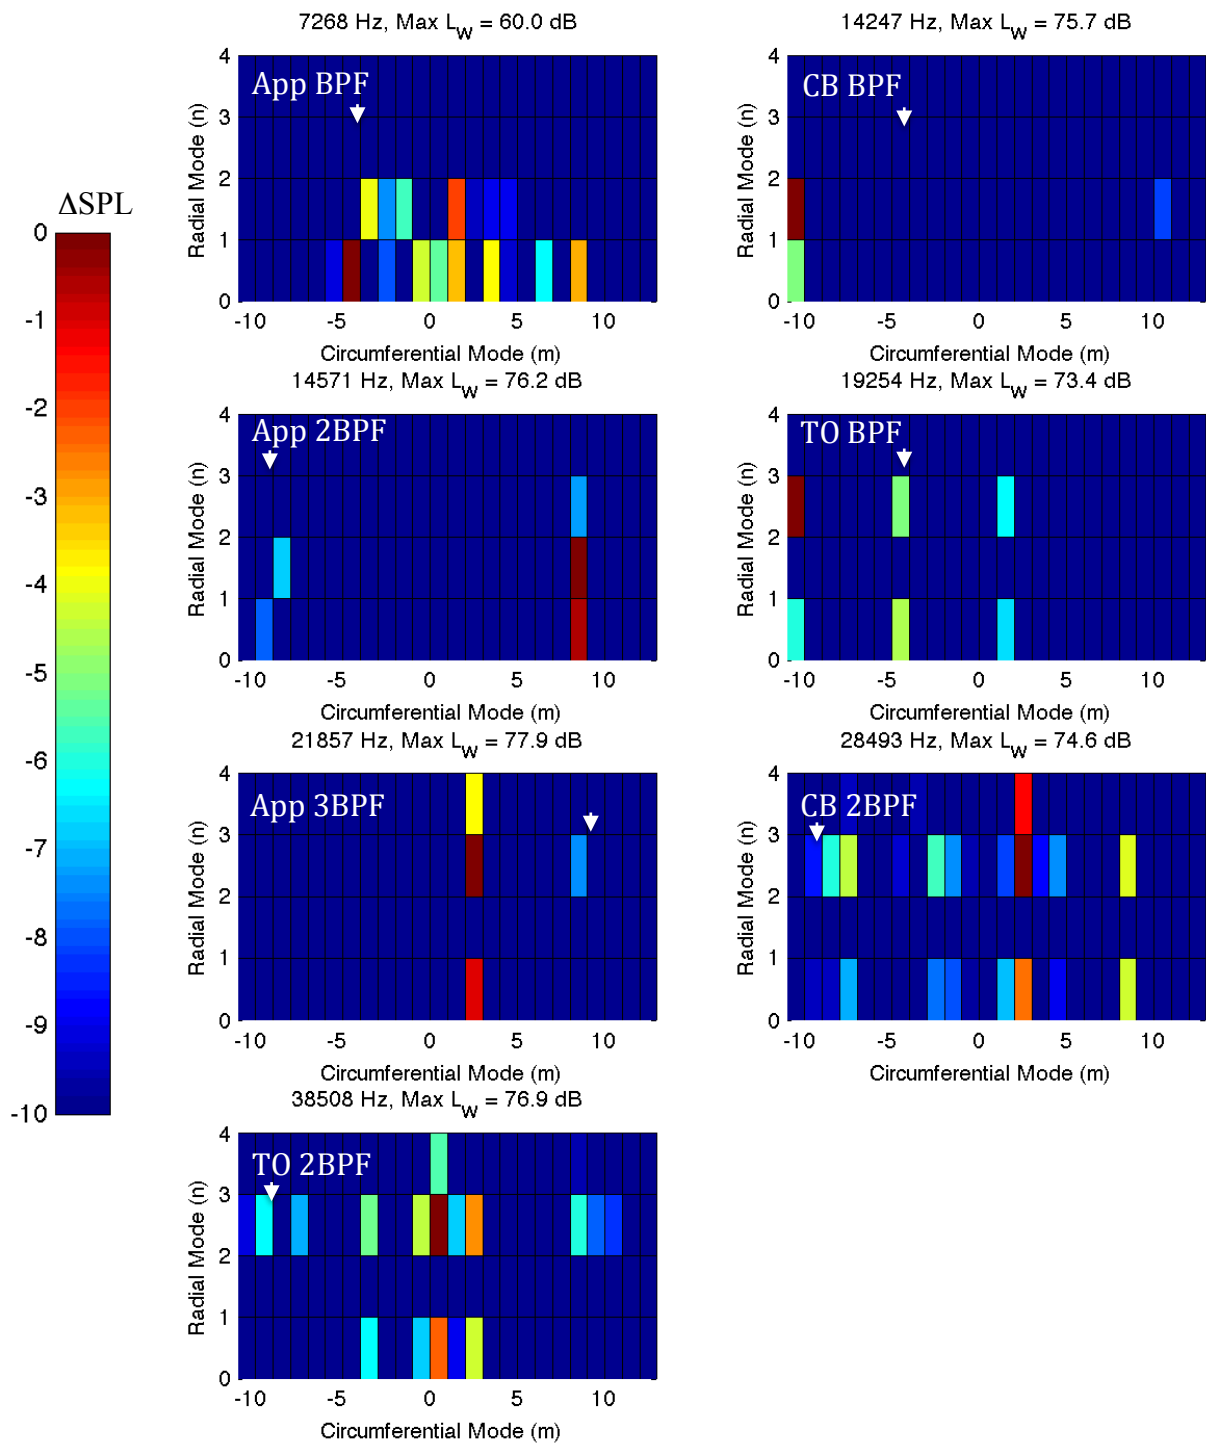 7268 Hz, Max L_W = 60.0 dB
App BPF
Radial Mode (n)
4
3
2
1
0
-10 -5 0 5 10
Circumferential Mode (m)
14247 Hz, Max L_W = 75.7 dB
CB BPF
Radial Mode (n)
4
3
2
1
0
-10 -5 0 5 10
Circumferential Mode (m)
ΔSPL
0
-1
-2
-3
-4
-5
-6
-7
-8
-9
-10
14571 Hz, Max L_W = 76.2 dB
App 2BPF
Radial Mode (n)
4
3
2
1
0
-10 -5 0 5 10
Circumferential Mode (m)
19254 Hz, Max L_W = 73.4 dB
TO BPF
Radial Mode (n)
4
3
2
1
0
-10 -5 0 5 10
Circumferential Mode (m)
21857 Hz, Max L_W = 77.9 dB
App 3BPF
Radial Mode (n)
4
3
2
1
0
-10 -5 0 5 10
Circumferential Mode (m)
28493 Hz, Max L_W = 74.6 dB
CB 2BPF
Radial Mode (n)
4
3
2
1
0
-10 -5 0 5 10
Circumferential Mode (m)
38508 Hz, Max L_W = 76.9 dB
TO 2BPF
Radial Mode (n)
4
3
2
1
0
-10 -5 0 5 10
Circumferential Mode (m)